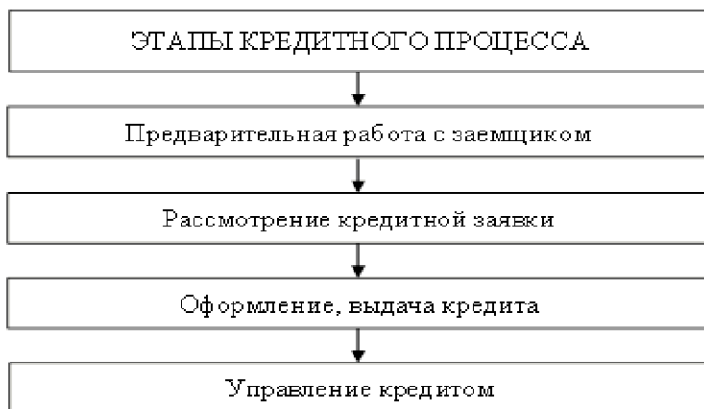 ЭТАПЫ КРЕДИТНОГО ПРОЦЕССА
Предварительная работа с заемщиком
Рассмотрение кредитной заявки
Оформление, выдача кредита
Управление кредитом